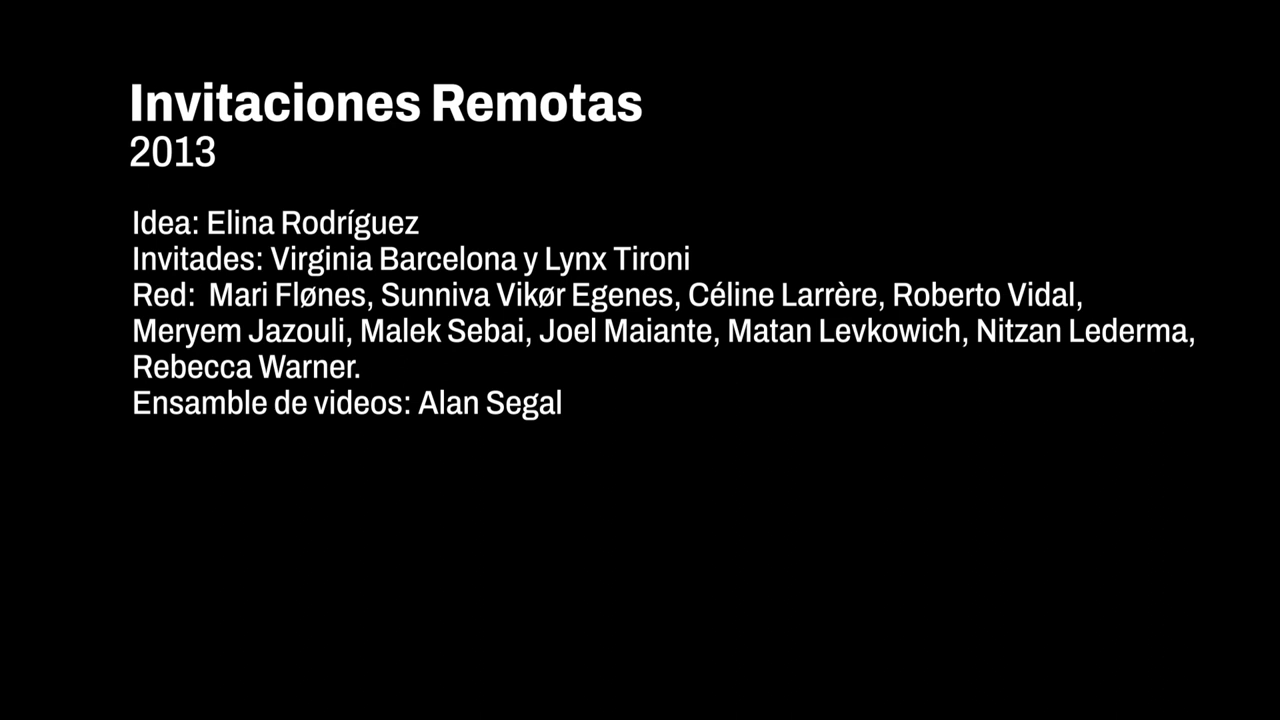 Invitaciones Remotas
2013
Idea: Elina Rodríguez
Invitades: Virginia Barcelona y Lynx Tironi
Red:  Mari Flønes, Sunniva Vikør Egenes, Céline Larrère, Roberto Vidal,
Meryem Jazouli, Malek Sebai, Joel Maiante, Matan Levkowich, Nitzan Lederma,
Rebecca Warner.
Ensamble de videos: Alan Segal